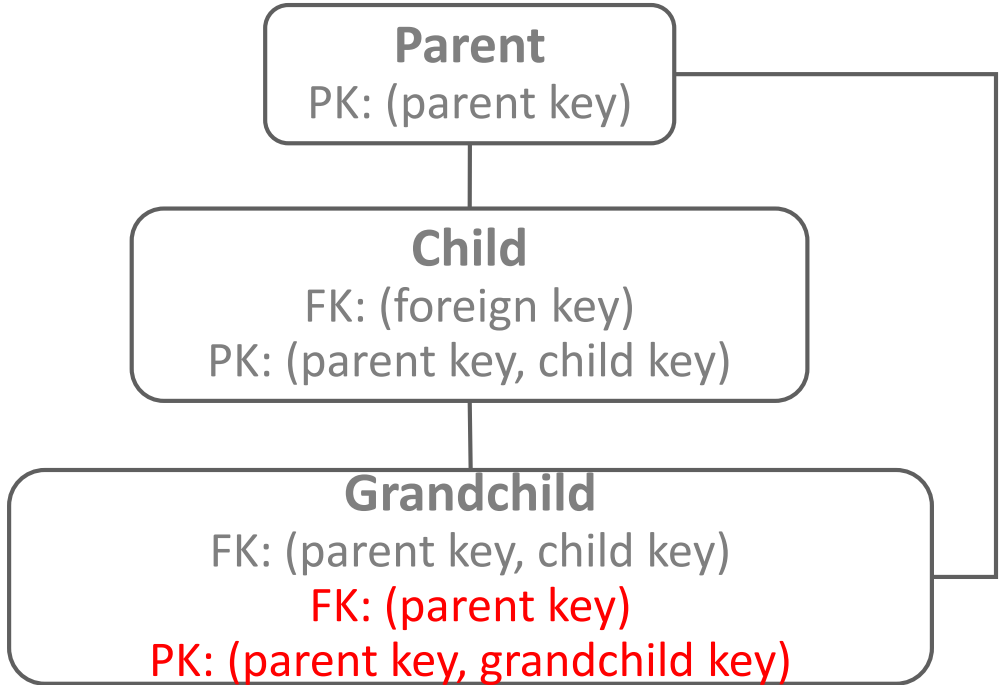 Parent
PK: (parent key)
Child
FK: (foreign key)
PK: (parent key, child key)
Grandchild
FK: (parent key, child key)
FK: (parent key)
PK: (parent key, grandchild key)